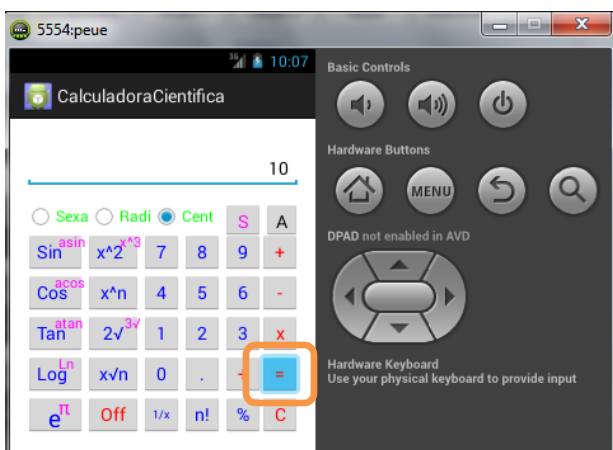 5554:peue
3G 10:07
CalculadoraCientifica
10
Sexa Radi Cent S A
Sin asin x^2 x^3 7 8 9 +
Cos acos x^n 4 5 6 -
Tan atan 2√ 3√ 1 2 3 x
Log Ln x√n 0 . ÷ =
e π Off 1/x n! % C
Basic Controls
Hardware Buttons
MENU
DPAD not enabled in AVD
Hardware Keyboard
Use your physical keyboard to provide input